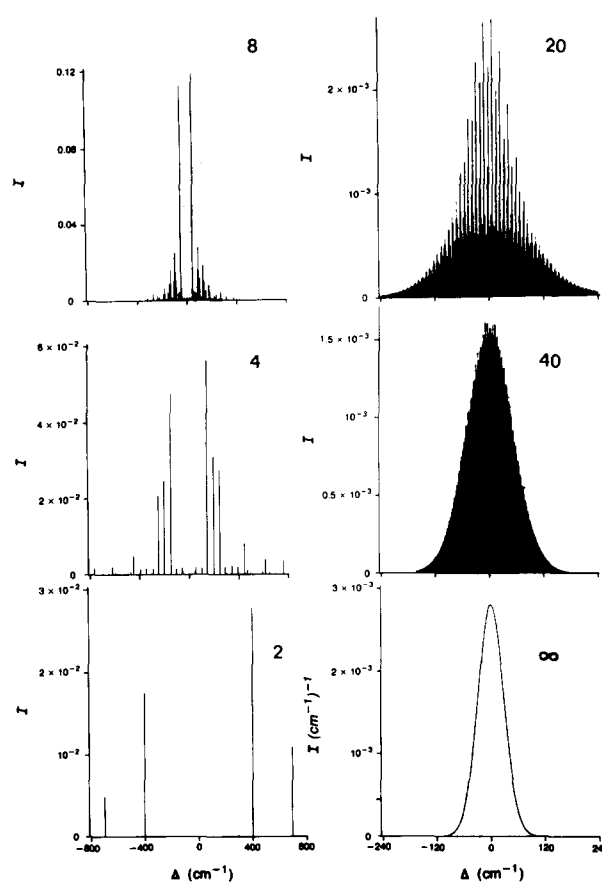 8
0.12
0.08
0.04
0
I
20
2 × 10⁻³
10⁻³
0
I
4
6 × 10⁻²
4 × 10⁻²
2 × 10⁻²
0
I
40
1.5 × 10⁻³
10⁻³
0.5 × 10⁻³
0
I
2
3 × 10⁻²
2 × 10⁻²
10⁻²
0
I
-800 -400 0 400 800
Δ (cm⁻¹)
∞
3 × 10⁻³
2 × 10⁻³
10⁻³
0
I (cm⁻¹)⁻¹
-240 -120 0 120 24
Δ (cm⁻¹)